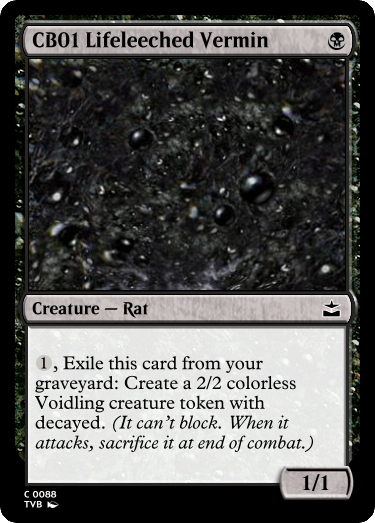 CB01 Lifeleeched Vermin
Creature — Rat
1, Exile this card from your
graveyard: Create a 2/2 colorless
Voidling creature token with
decayed. (It can't block. When it
attacks, sacrifice it at end of combat.)
1/1
C 0088
TVB